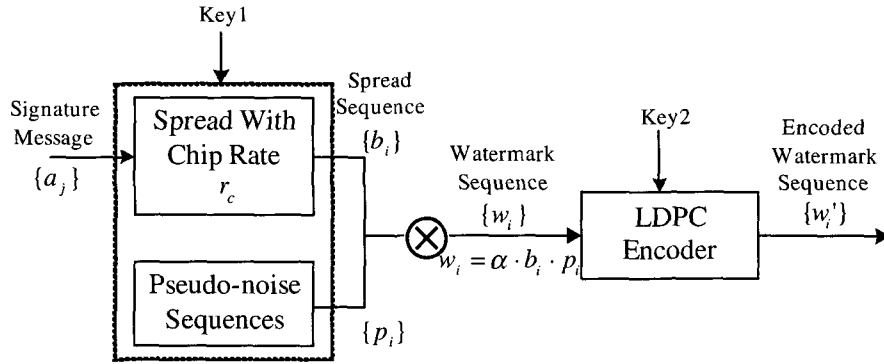 Key1
Signature
Message
{a_j}
Spread With
Chip Rate
r_c
Pseudo-noise
Sequences
Spread
Sequence
{b_i}
{p_i}
Watermark
Sequence
{w_i}
w_i = α · b_i · p_i
Key2
LDPC
Encoder
Encoded
Watermark
Sequence
{w_i'}